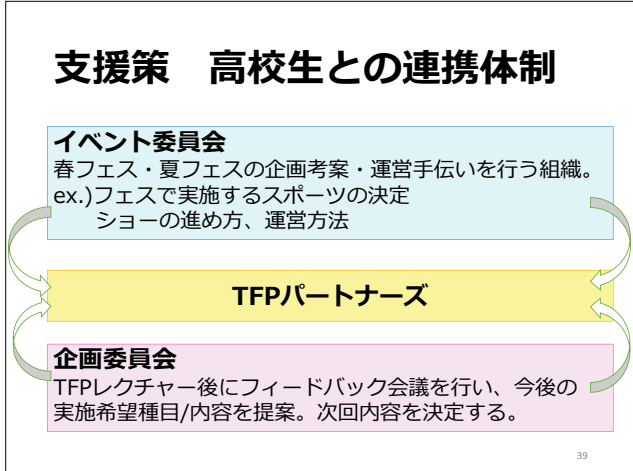 支援策　高校生との連携体制
イベント委員会
春フェス・夏フェスの企画考案・運営手伝いを行う組織。
ex.)フェスで実施するスポーツの決定
ショーの進め方、運営方法
TFPパートナーズ
企画委員会
TFPレクチャー後にフィードバック会議を行い、今後の
実施希望種目/内容を提案。次回内容を決定する。
39